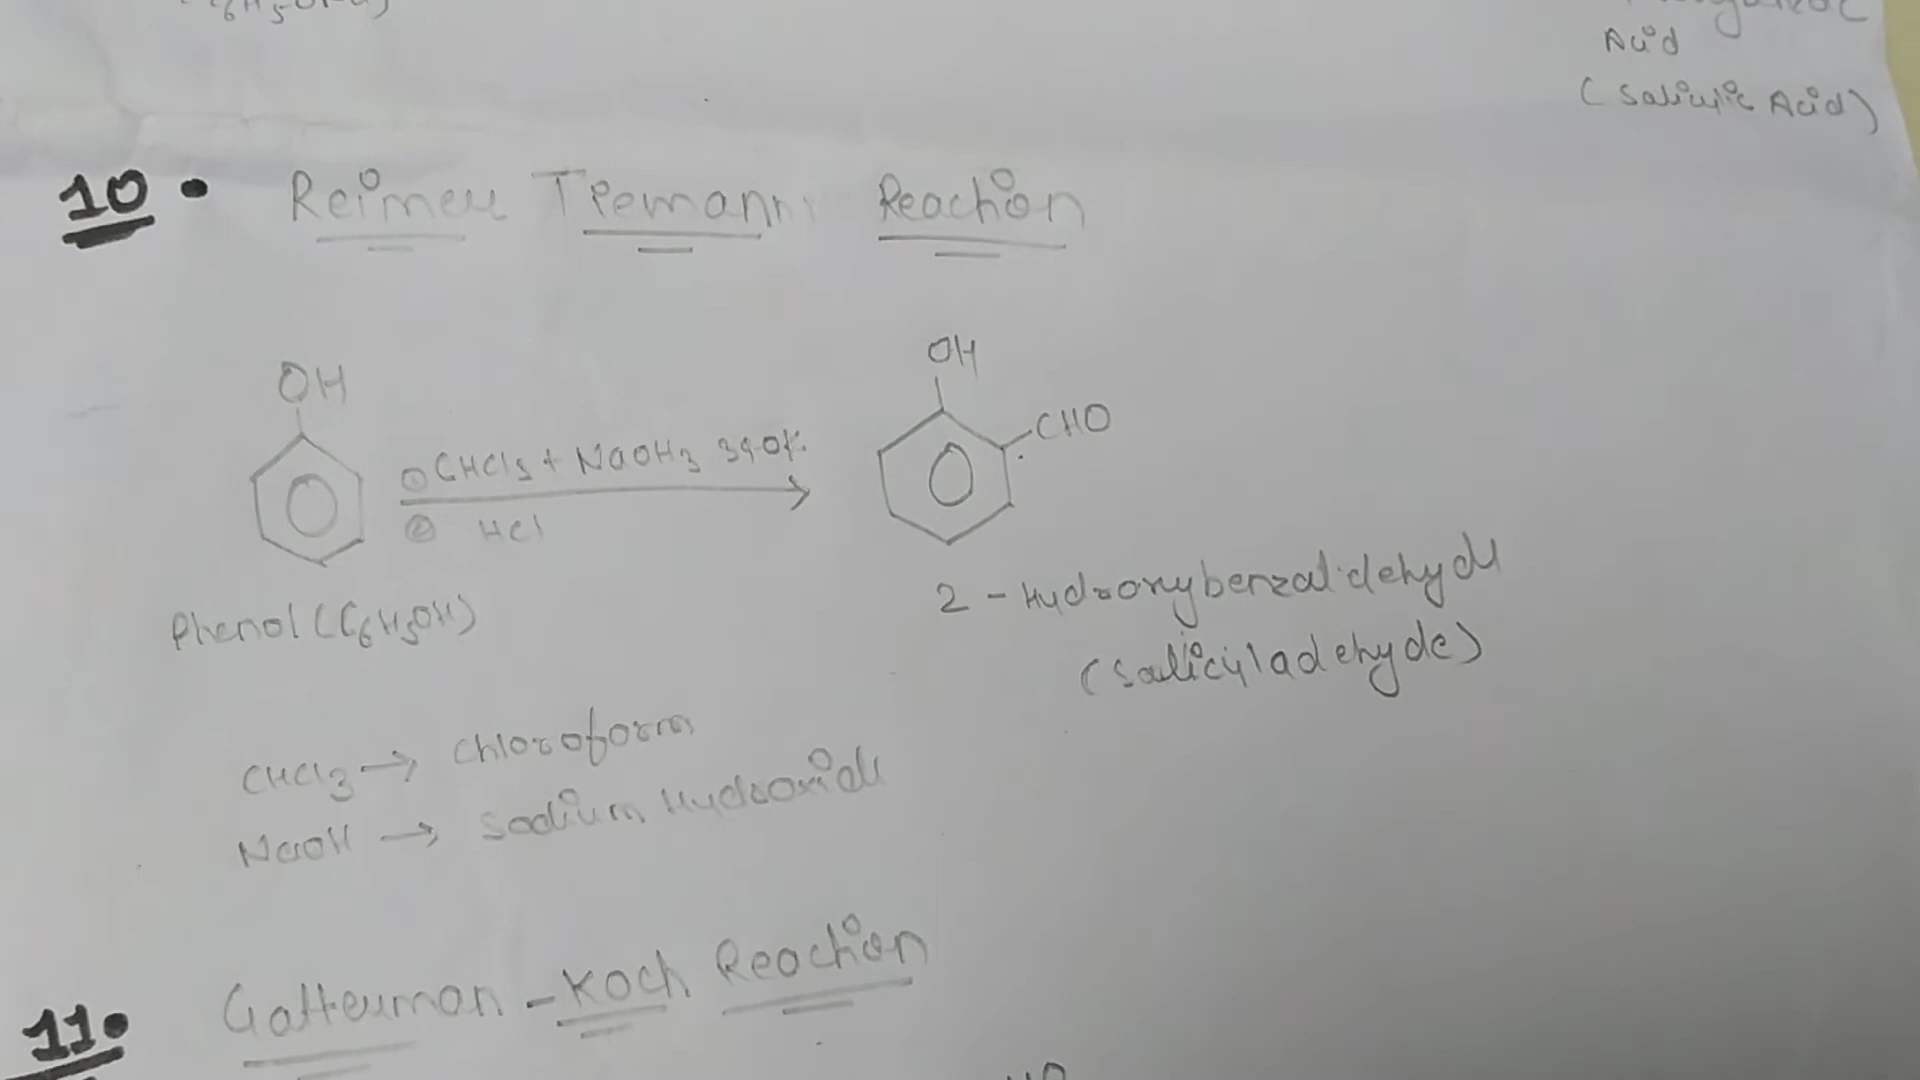 Acid
(Salicylic Acid)
10. Reimer Tiemann Reaction
OH
OH
CHO
① CHCl3 + NaOH, 340K
② HCl
Phenol (C6H5OH)
2-Hydroxybenzaldehyde
(Salicyladehyde)
CHCl3 → Chloroform
NaOH → Sodium Hydroxide
11. Gatterman-Koch Reaction